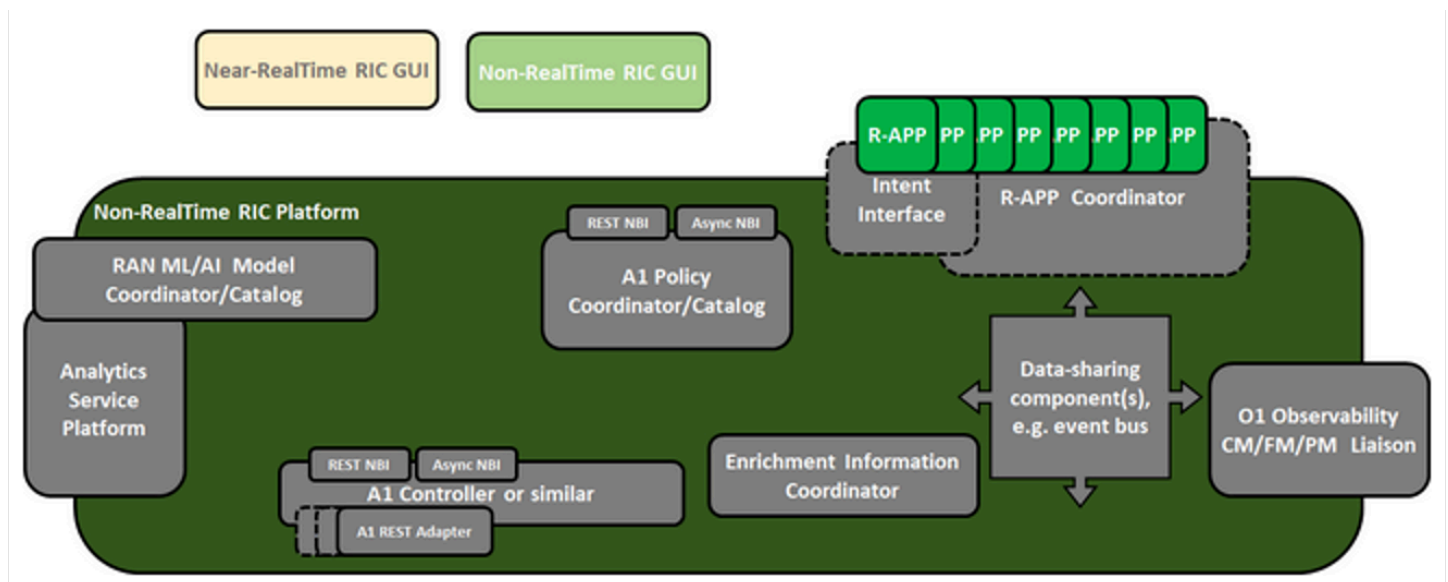 Near-RealTime RIC GUI
Non-RealTime RIC GUI
R-APP PP .PP PP .PP .PP PP .PP
Intent
Interface
R-APP Coordinator
Non-RealTime RIC Platform
RAN ML/AI Model
Coordinator/Catalog
REST NBI
Async NBI
A1 Policy
Coordinator/Catalog
Analytics
Service
Platform
Data-sharing
component(s),
e.g. event bus
O1 Observability
CM/FM/PM Liaison
REST NBI
Async NBI
A1 Controller or similar
A1 REST Adapter
Enrichment Information
Coordinator